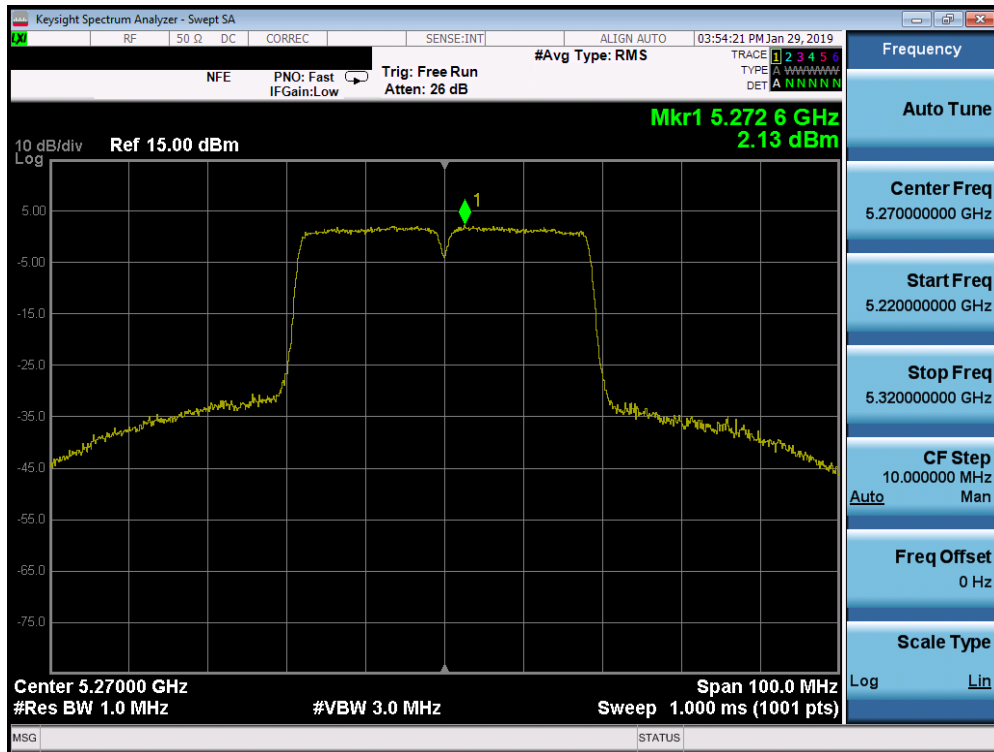 Keysight Spectrum Analyzer - Swept SA
LXI RF 50 Ω DC CORREC SENSE:INT ALIGN AUTO 03:54:21 PM Jan 29, 2019
NFE PNO: Fast IFGain:Low Trig: Free Run Atten: 26 dB #Avg Type: RMS
TRACE 1 2 3 4 5 6
TYPE A WWWWWW
DET A N N N N N
Mkr1 5.272 6 GHz
2.13 dBm
10 dB/div Ref 15.00 dBm
Log
1
5.00
-5.00
-15.0
-25.0
-35.0
-45.0
-55.0
-65.0
-75.0
Center 5.27000 GHz Span 100.0 MHz
#Res BW 1.0 MHz #VBW 3.0 MHz Sweep 1.000 ms (1001 pts)
MSG STATUS
Frequency
Auto Tune
Center Freq
5.270000000 GHz
Start Freq
5.220000000 GHz
Stop Freq
5.320000000 GHz
CF Step
10.000000 MHz
Auto Man
Freq Offset
0 Hz
Scale Type
Log Lin